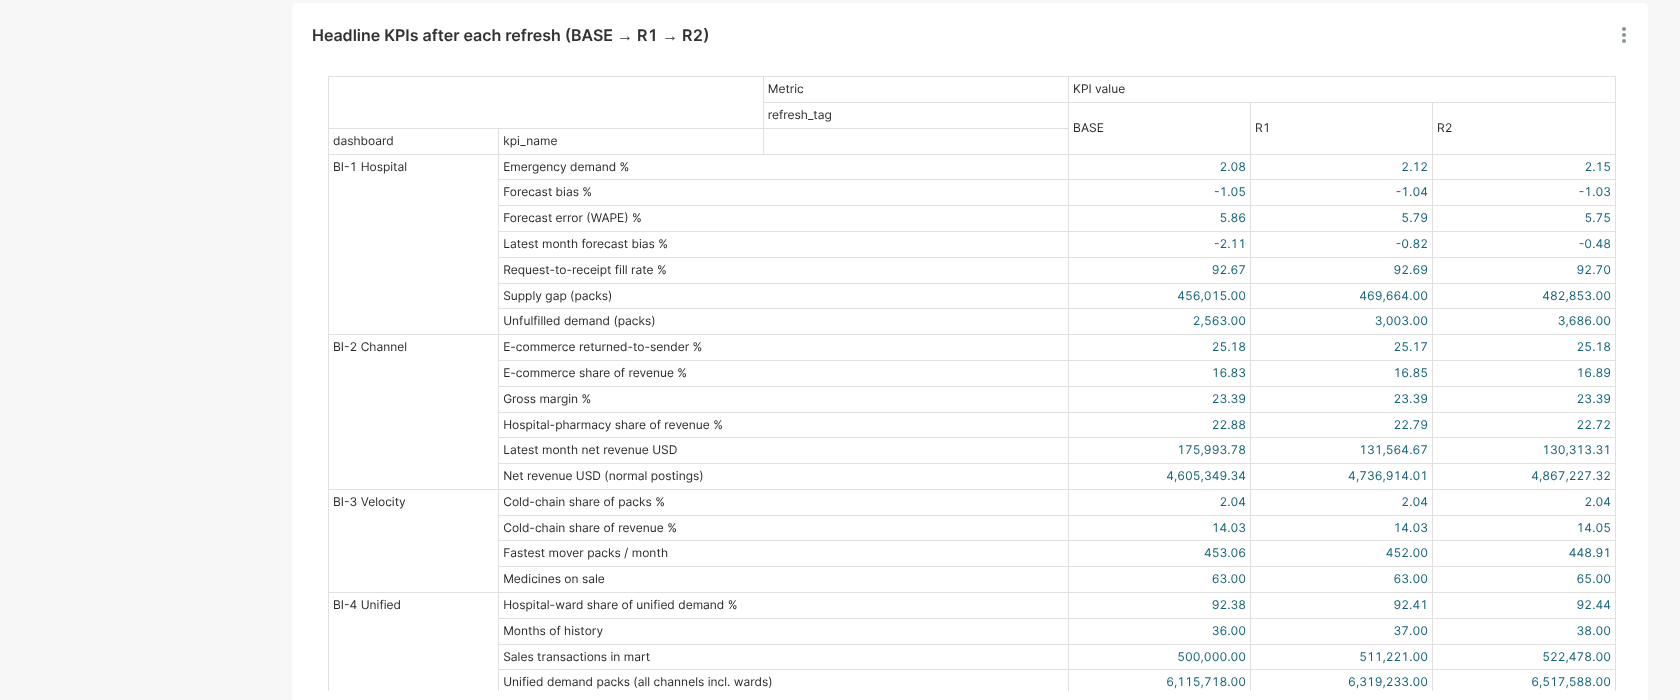 Headline KPIs after each refresh (BASE → R1 → R2)
Metric KPI value
refresh_tag
BASE R1 R2
dashboard kpi_name
BI-1 Hospital Emergency demand % 2.08 2.12 2.15
Forecast bias % -1.05 -1.04 -1.03
Forecast error (WAPE) % 5.86 5.79 5.75
Latest month forecast bias % -2.11 -0.82 -0.48
Request-to-receipt fill rate % 92.67 92.69 92.70
Supply gap (packs) 456,015.00 469,664.00 482,853.00
Unfulfilled demand (packs) 2,563.00 3,003.00 3,686.00
BI-2 Channel E-commerce returned-to-sender % 25.18 25.17 25.18
E-commerce share of revenue % 16.83 16.85 16.89
Gross margin % 23.39 23.39 23.39
Hospital-pharmacy share of revenue % 22.88 22.79 22.72
Latest month net revenue USD 175,993.78 131,564.67 130,313.31
Net revenue USD (normal postings) 4,605,349.34 4,736,914.01 4,867,227.32
BI-3 Velocity Cold-chain share of packs % 2.04 2.04 2.04
Cold-chain share of revenue % 14.03 14.03 14.05
Fastest mover packs / month 453.06 452.00 448.91
Medicines on sale 63.00 63.00 65.00
BI-4 Unified Hospital-ward share of unified demand % 92.38 92.41 92.44
Months of history 36.00 37.00 38.00
Sales transactions in mart 500,000.00 511,221.00 522,478.00
Unified demand packs (all channels incl. wards) 6,115,718.00 6,319,233.00 6,517,588.00